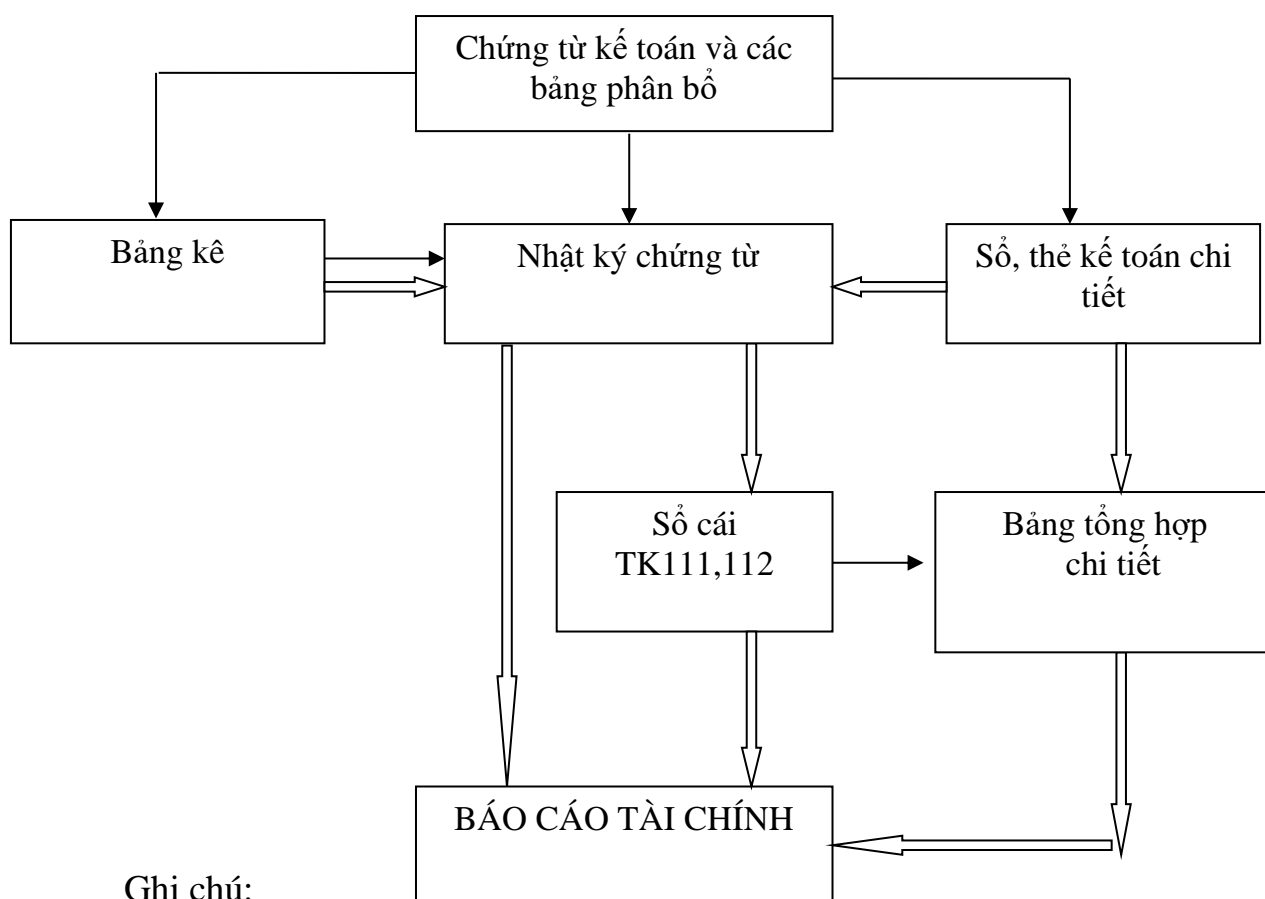 Chứng từ kế toán và các
bảng phân bổ
Bảng kê
Nhật ký chứng từ
Sổ, thẻ kế toán chi
tiết
Sổ cái
TK111,112
Bảng tổng hợp
chi tiết
BÁO CÁO TÀI CHÍNH
Ghi chú: